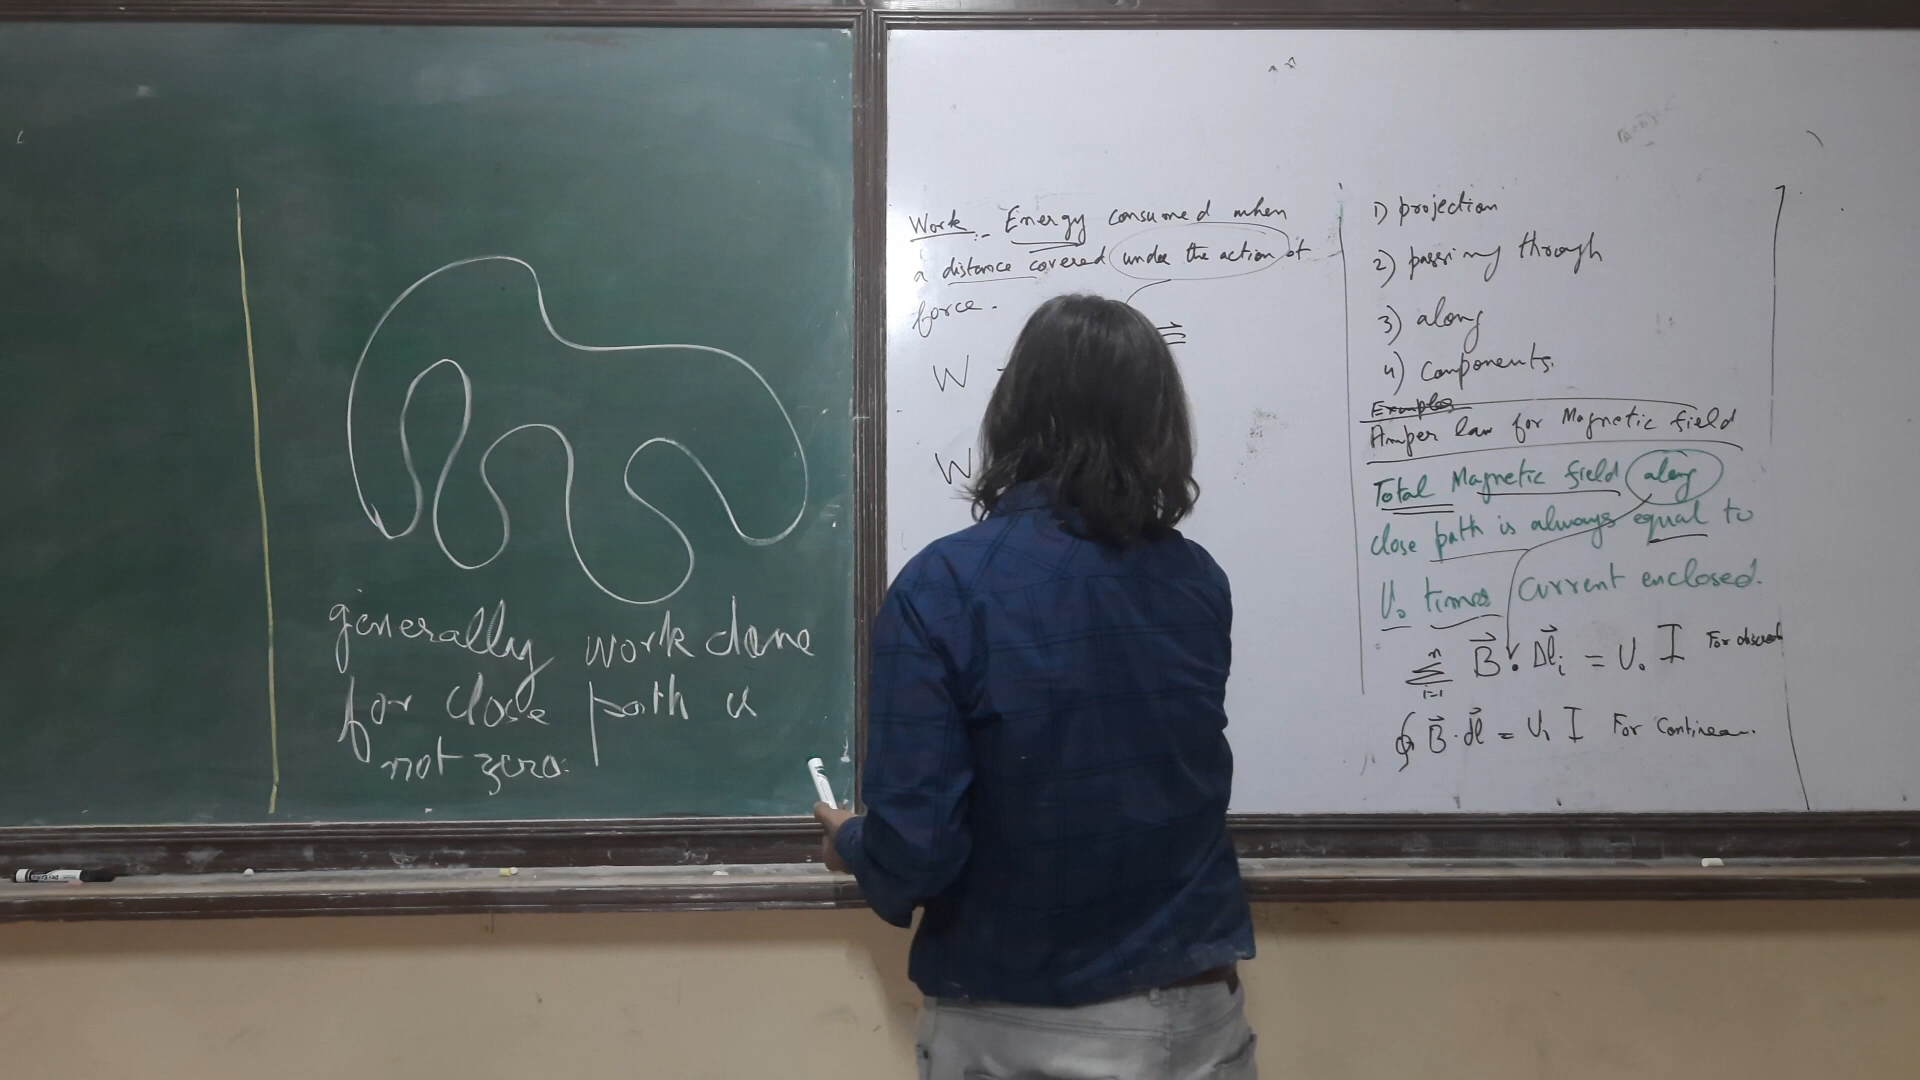 generally work done
for close path is
not zero.
Work :- Energy consumed when
a distance covered under the action of
force.
W
W
1) projection
2) passing through
3) along
4) components.
Examples
Amper law for Magnetic field
Total Magnetic field along
close path is always equal to
U₀ times current enclosed.
n
∑ B⃗ . Δl⃗ᵢ = U₀ I For
i=1
∮ B⃗ . dl⃗ = U₀ I For